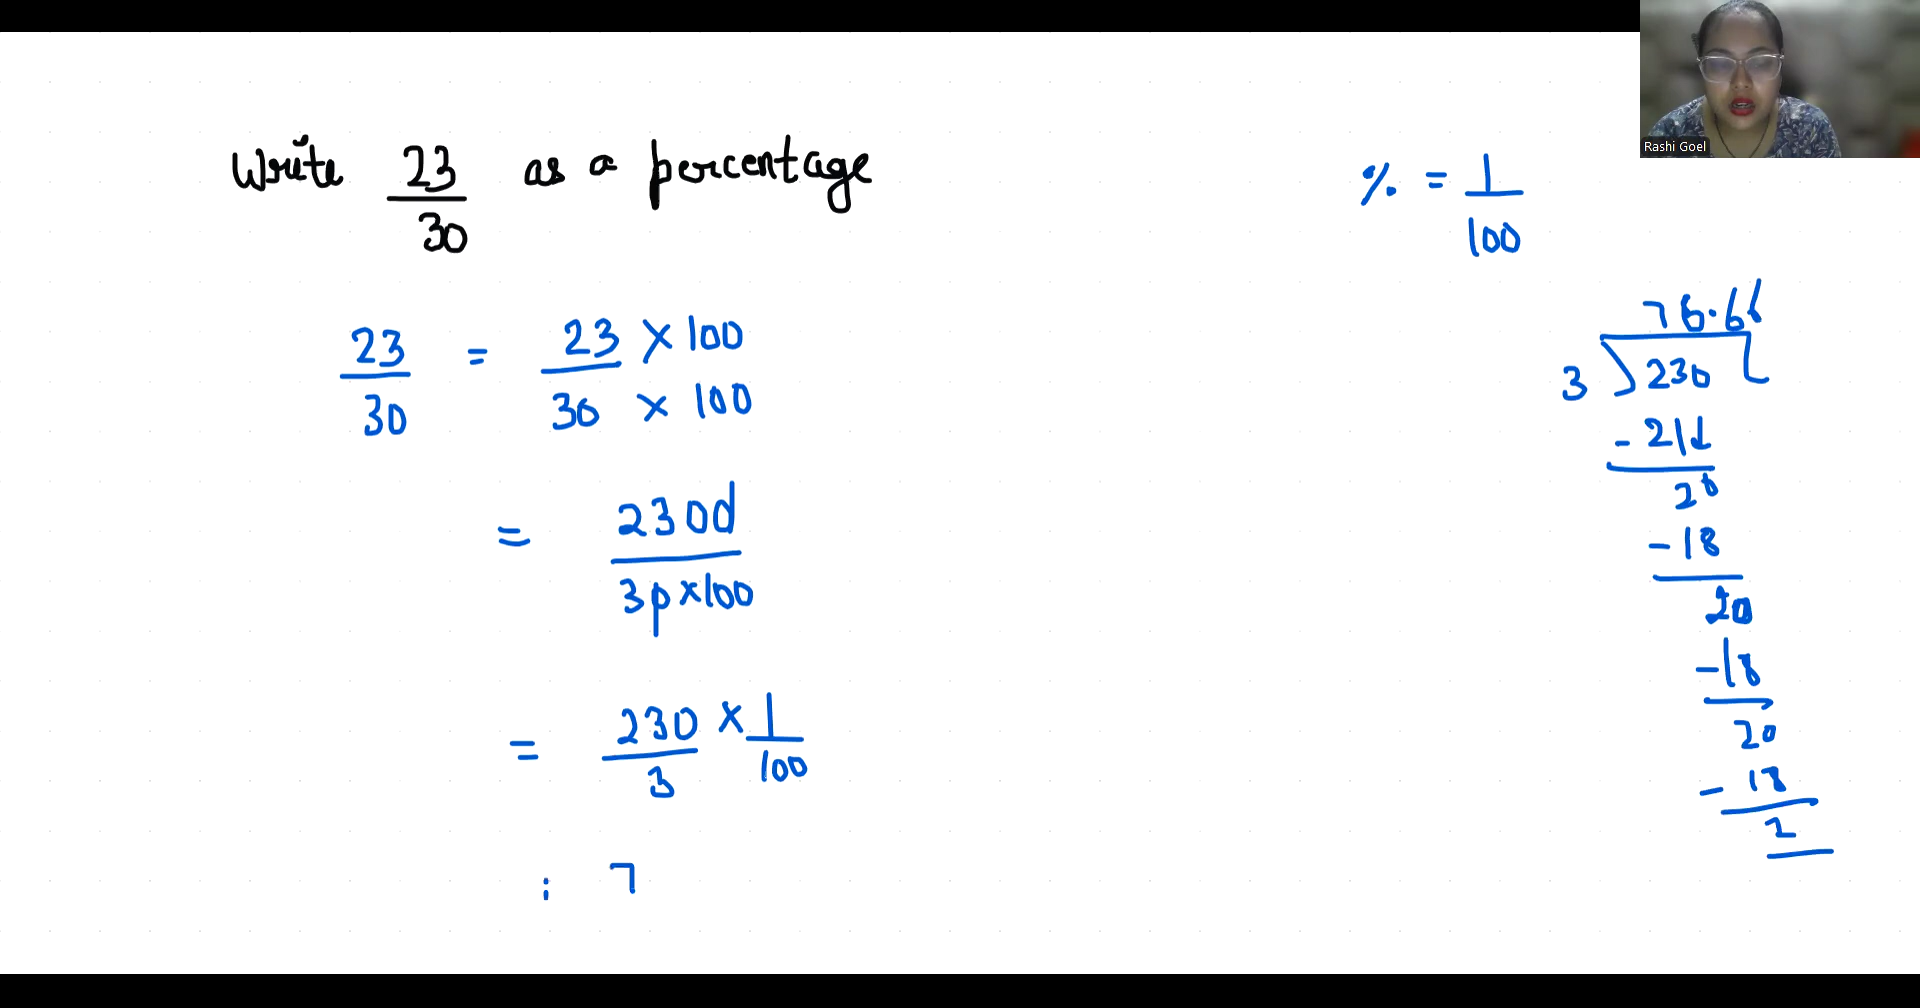 Write 23/30 as a percentage
Rashi Goel
% = 1/100
23/30 = 23 × 100 / 30 × 100
= 2300 / 30 × 100
= 230/3 × 1/100
: 7
76.66
3 ) 230
- 21↓
20
- 18
20
- 18
20
- 18
2